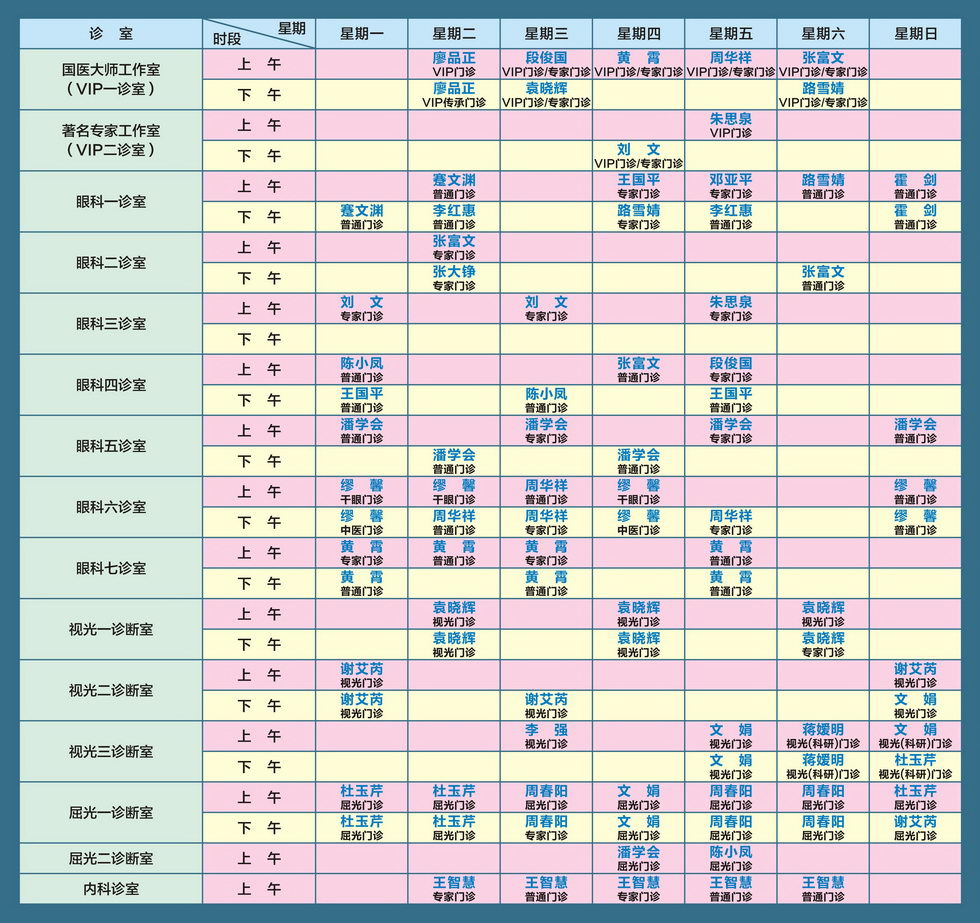 诊 室 星期 时段 星期一 星期二 星期三 星期四 星期五 星期六 星期日
国医大师工作室
（VIP一诊室）
上 午 廖品正 段俊国 黄 霄 周华祥 张富文
VIP门诊 VIP门诊/专家门诊 VIP门诊/专家门诊 VIP门诊/专家门诊 VIP门诊/专家门诊
下 午 廖品正 袁晓辉 路雪婧
VIP传承门诊 VIP门诊/专家门诊 VIP门诊/专家门诊
著名专家工作室
（VIP二诊室）
上 午 朱思泉
VIP门诊
下 午 刘 文
VIP门诊/专家门诊
眼科一诊室
上 午 蹇文渊 王国平 邓亚平 路雪婧 霍 剑
普通门诊 专家门诊 专家门诊 普通门诊 普通门诊
下 午 蹇文渊 李红惠 路雪婧 李红惠 霍 剑
普通门诊 普通门诊 专家门诊 普通门诊 普通门诊
眼科二诊室
上 午 张富文
专家门诊
下 午 张大铮 张富文
专家门诊 普通门诊
眼科三诊室
上 午 刘 文 刘 文 朱思泉
专家门诊 专家门诊 专家门诊
下 午
眼科四诊室
上 午 陈小凤 张富文 段俊国
普通门诊 普通门诊 专家门诊
下 午 王国平 陈小凤 王国平
普通门诊 普通门诊 普通门诊
眼科五诊室
上 午 潘学会 潘学会 潘学会 潘学会
普通门诊 专家门诊 专家门诊 普通门诊
下 午 潘学会 潘学会
普通门诊 普通门诊
眼科六诊室
上 午 缪 馨 缪 馨 周华祥 缪 馨 缪 馨
干眼门诊 干眼门诊 普通门诊 干眼门诊 普通门诊
下 午 缪 馨 周华祥 周华祥 缪 馨 周华祥 缪 馨
中医门诊 普通门诊 专家门诊 中医门诊 专家门诊 普通门诊
眼科七诊室
上 午 黄 霄 黄 霄 黄 霄 黄 霄
专家门诊 普通门诊 专家门诊 普通门诊
下 午 黄 霄 黄 霄 黄 霄
普通门诊 普通门诊 普通门诊
视光一诊断室
上 午 袁晓辉 袁晓辉 袁晓辉
视光门诊 视光门诊 视光门诊
下 午 袁晓辉 袁晓辉 袁晓辉
视光门诊 视光门诊 专家门诊
视光二诊断室
上 午 谢艾芮 谢艾芮
视光门诊 视光门诊
下 午 谢艾芮 谢艾芮 文 娟
视光门诊 视光门诊 视光门诊
视光三诊断室
上 午 李 强 文 娟 蒋嫒明 文 娟
视光门诊 视光门诊 视光(科研)门诊 视光(科研)门诊
下 午 文 娟 蒋嫒明 杜玉芹
视光门诊 视光(科研)门诊 视光(科研)门诊
屈光一诊断室
上 午 杜玉芹 杜玉芹 周春阳 文 娟 周春阳 周春阳 杜玉芹
屈光门诊 屈光门诊 屈光门诊 屈光门诊 屈光门诊 屈光门诊 屈光门诊
下 午 杜玉芹 杜玉芹 周春阳 文 娟 周春阳 周春阳 谢艾芮
屈光门诊 屈光门诊 专家门诊 屈光门诊 屈光门诊 屈光门诊 屈光门诊
屈光二诊断室 上 午 潘学会 陈小凤
屈光门诊 屈光门诊
内科诊室 上 午 王智慧 王智慧 王智慧 王智慧 王智慧
专家门诊 普通门诊 专家门诊 普通门诊 普通门诊